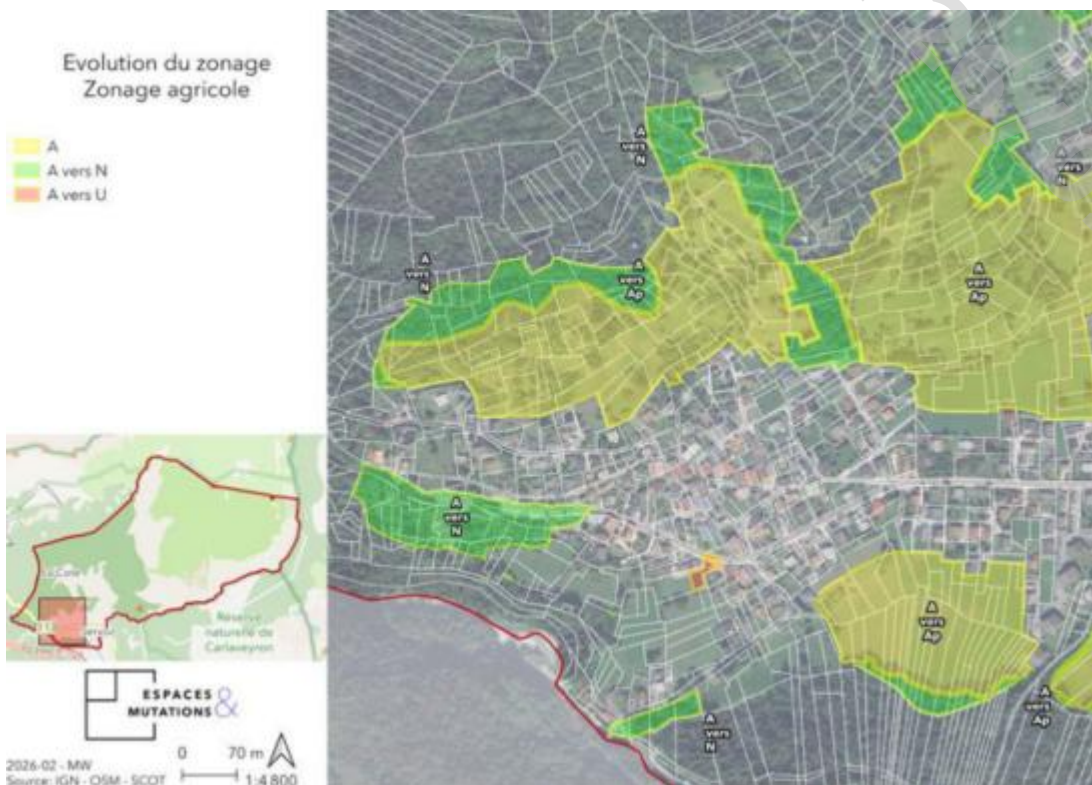 Evolution du zonage
Zonage agricole
A
A vers N
A vers U
A
vers
N
A
vers
N
A
vers
N
A
vers
Ap
A
vers
Ap
A
vers
N
A
vers
Ap
A
vers
Ap
A
vers
N
Réserve
naturelle de
Carlaveyron
ESPACES
MUTATIONS &
0 70 m
2026-02 - MW
Source: IGN - OSM - SCOT
1:4 800